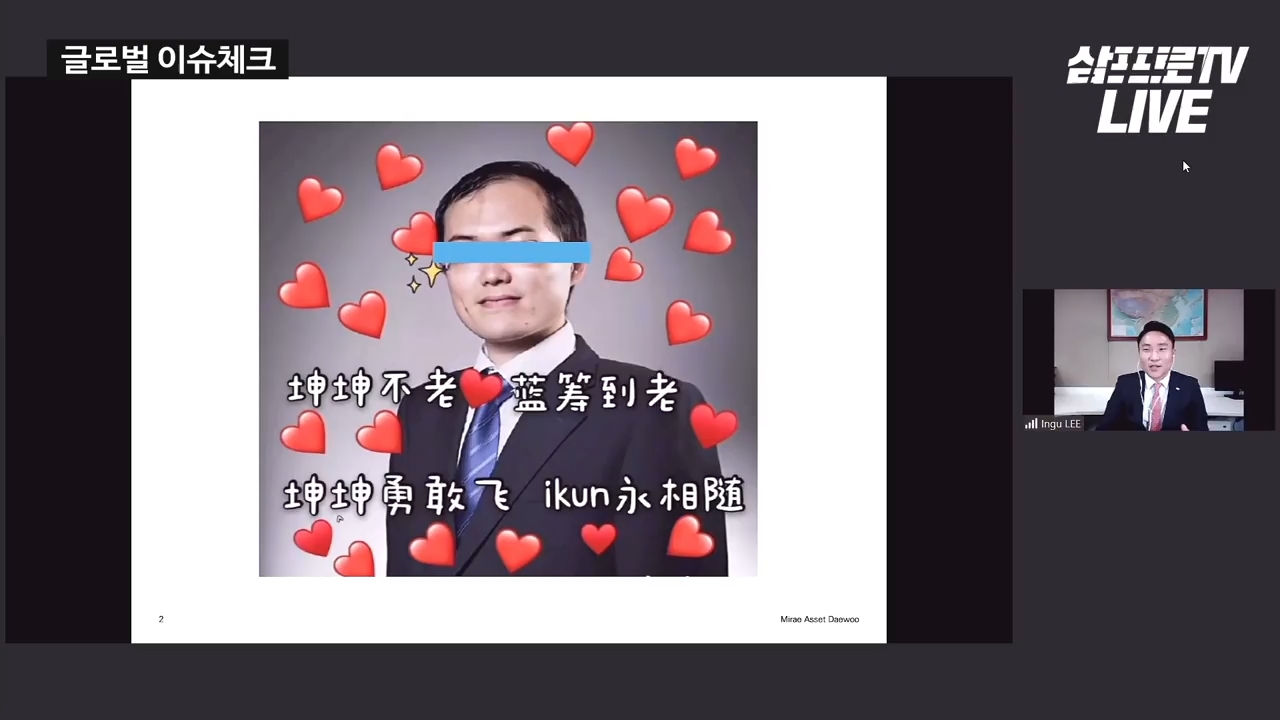 글로벌 이슈체크
삼프로TV
LIVE
坤坤不老 蓝筹到老
坤坤勇敢飞 ikun永相随
Ingu LEE
2
Mirae Asset Daewoo